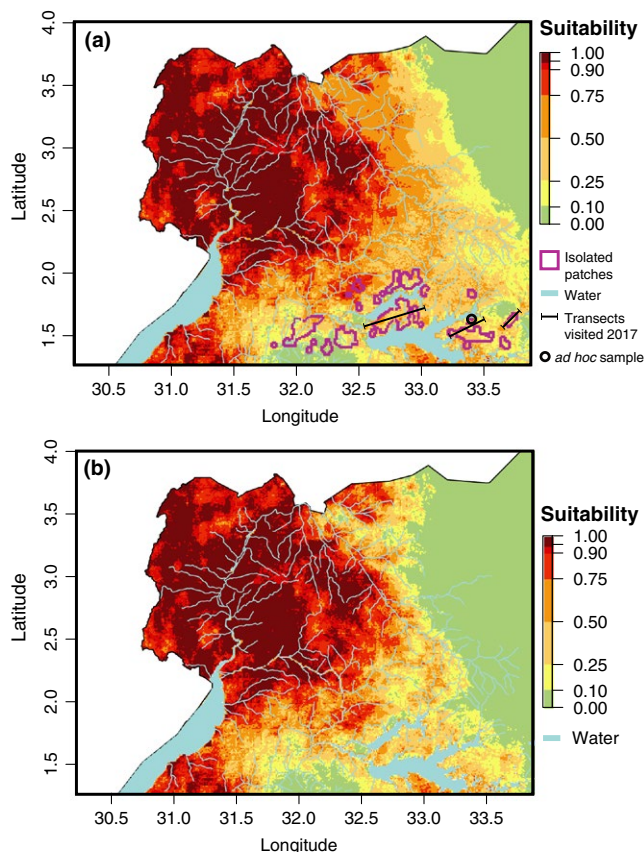 (a)
Latitude
4.0
3.5
3.0
2.5
2.0
1.5
30.5 31.0 31.5 32.0 32.5 33.0 33.5
Longitude
Suitability
1.00
0.90
0.75
0.50
0.25
0.00
Isolated
patches
Water
Transects
visited 2017
ad hoc sample
(b)
Latitude
4.0
3.5
3.0
2.5
2.0
1.5
30.5 31.0 31.5 32.0 32.5 33.0 33.5
Longitude
Suitability
1.00
0.90
0.75
0.50
0.25
0.10
0.00
Water